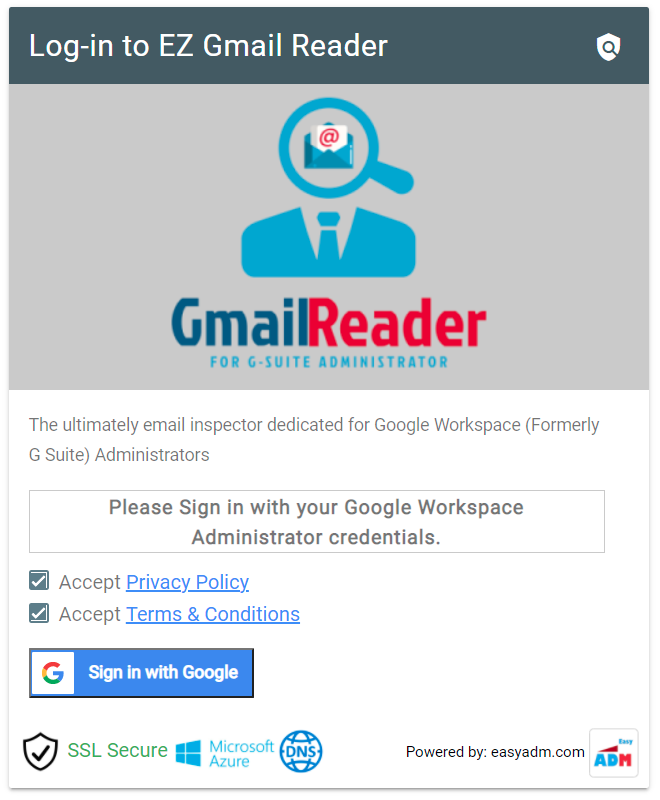 Log-in to EZ Gmail Reader
@
GmailReader
FOR G-SUITE ADMINISTRATOR
The ultimately email inspector dedicated for Google Workspace (Formerly
G Suite) Administrators
Please Sign in with your Google Workspace
Administrator credentials.
Accept Privacy Policy
Accept Terms & Conditions
G Sign in with Google
SSL Secure
Microsoft
Azure
DNS
Powered by: easyadm.com
Easy
ADM